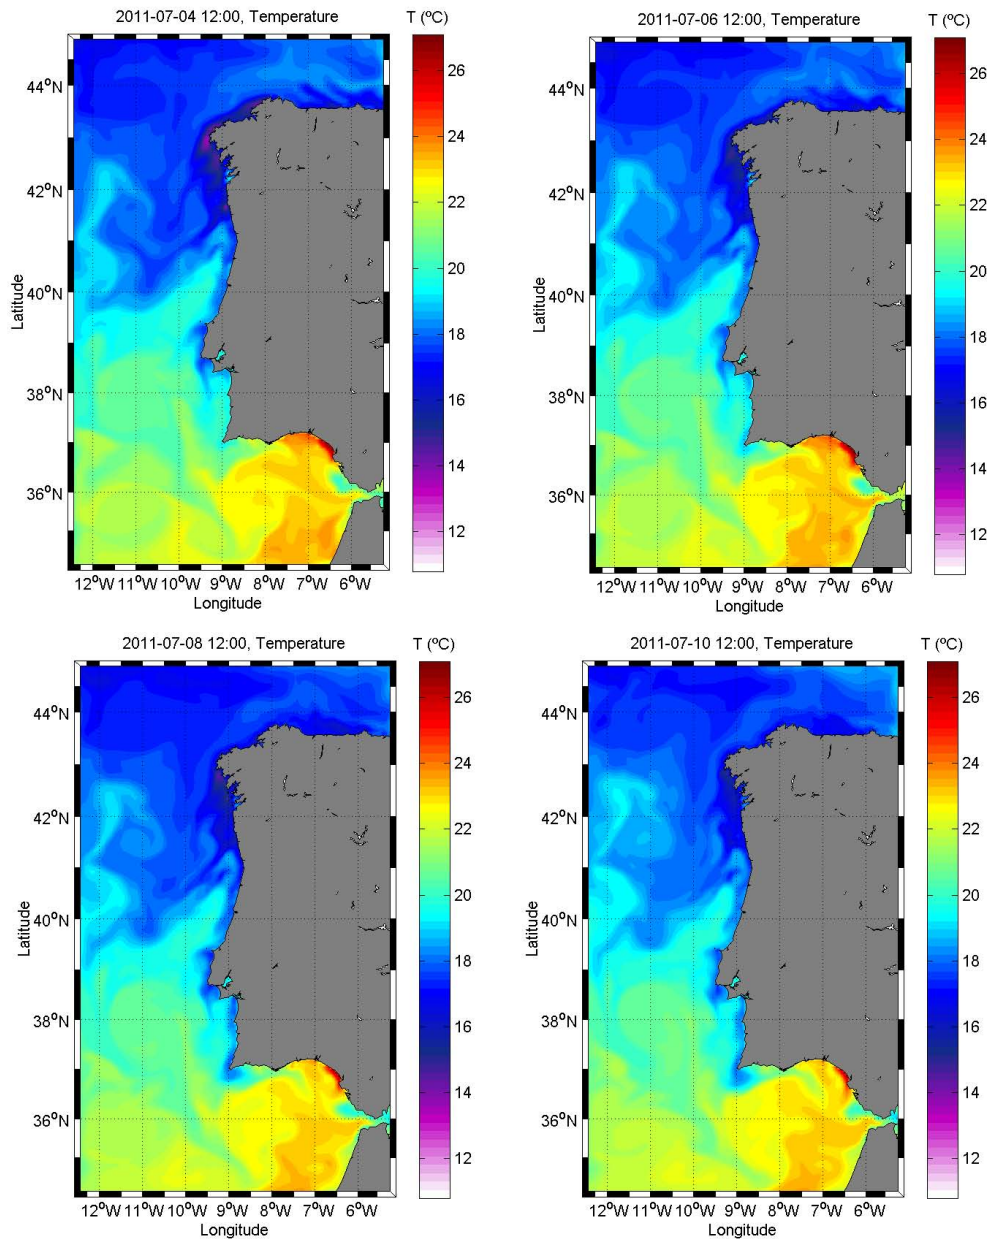 2011-07-04 12:00, Temperature
T (ºC)
44ºN
42ºN
40ºN
38ºN
36ºN
Latitude
12ºW 11ºW 10ºW 9ºW 8ºW 7ºW 6ºW
Longitude
26
24
22
20
18
16
14
12
2011-07-06 12:00, Temperature
T (ºC)
44ºN
42ºN
40ºN
38ºN
36ºN
Latitude
12ºW 11ºW 10ºW 9ºW 8ºW 7ºW 6ºW
Longitude
26
24
22
20
18
16
14
12
2011-07-08 12:00, Temperature
T (ºC)
44ºN
42ºN
40ºN
38ºN
36ºN
Latitude
12ºW 11ºW 10ºW 9ºW 8ºW 7ºW 6ºW
Longitude
26
24
22
20
18
16
14
12
2011-07-10 12:00, Temperature
T (ºC)
44ºN
42ºN
40ºN
38ºN
36ºN
Latitude
12ºW 11ºW 10ºW 9ºW 8ºW 7ºW 6ºW
Longitude
26
24
22
20
18
16
14
12